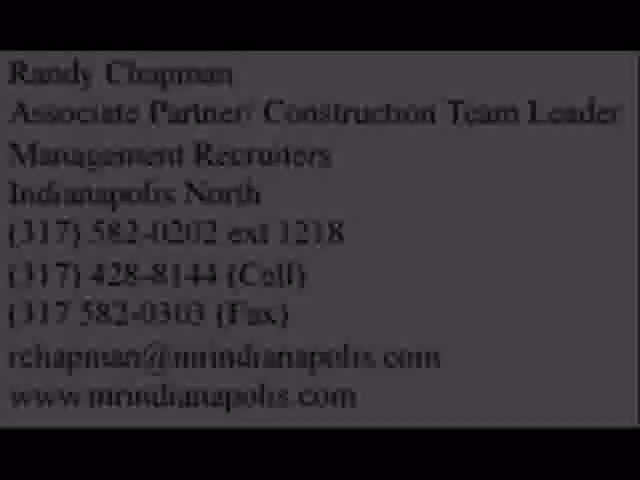 Randy Chapman
Associate Partner/ Construction Team Leader
Management Recruiters
Indianapolis North
(317) 582-0202 ext 1218
(317) 428-8144 (Cell)
(317 582-0303 (Fax)
rchapman@mrindianapolis.com
www.mrindianapolis.com